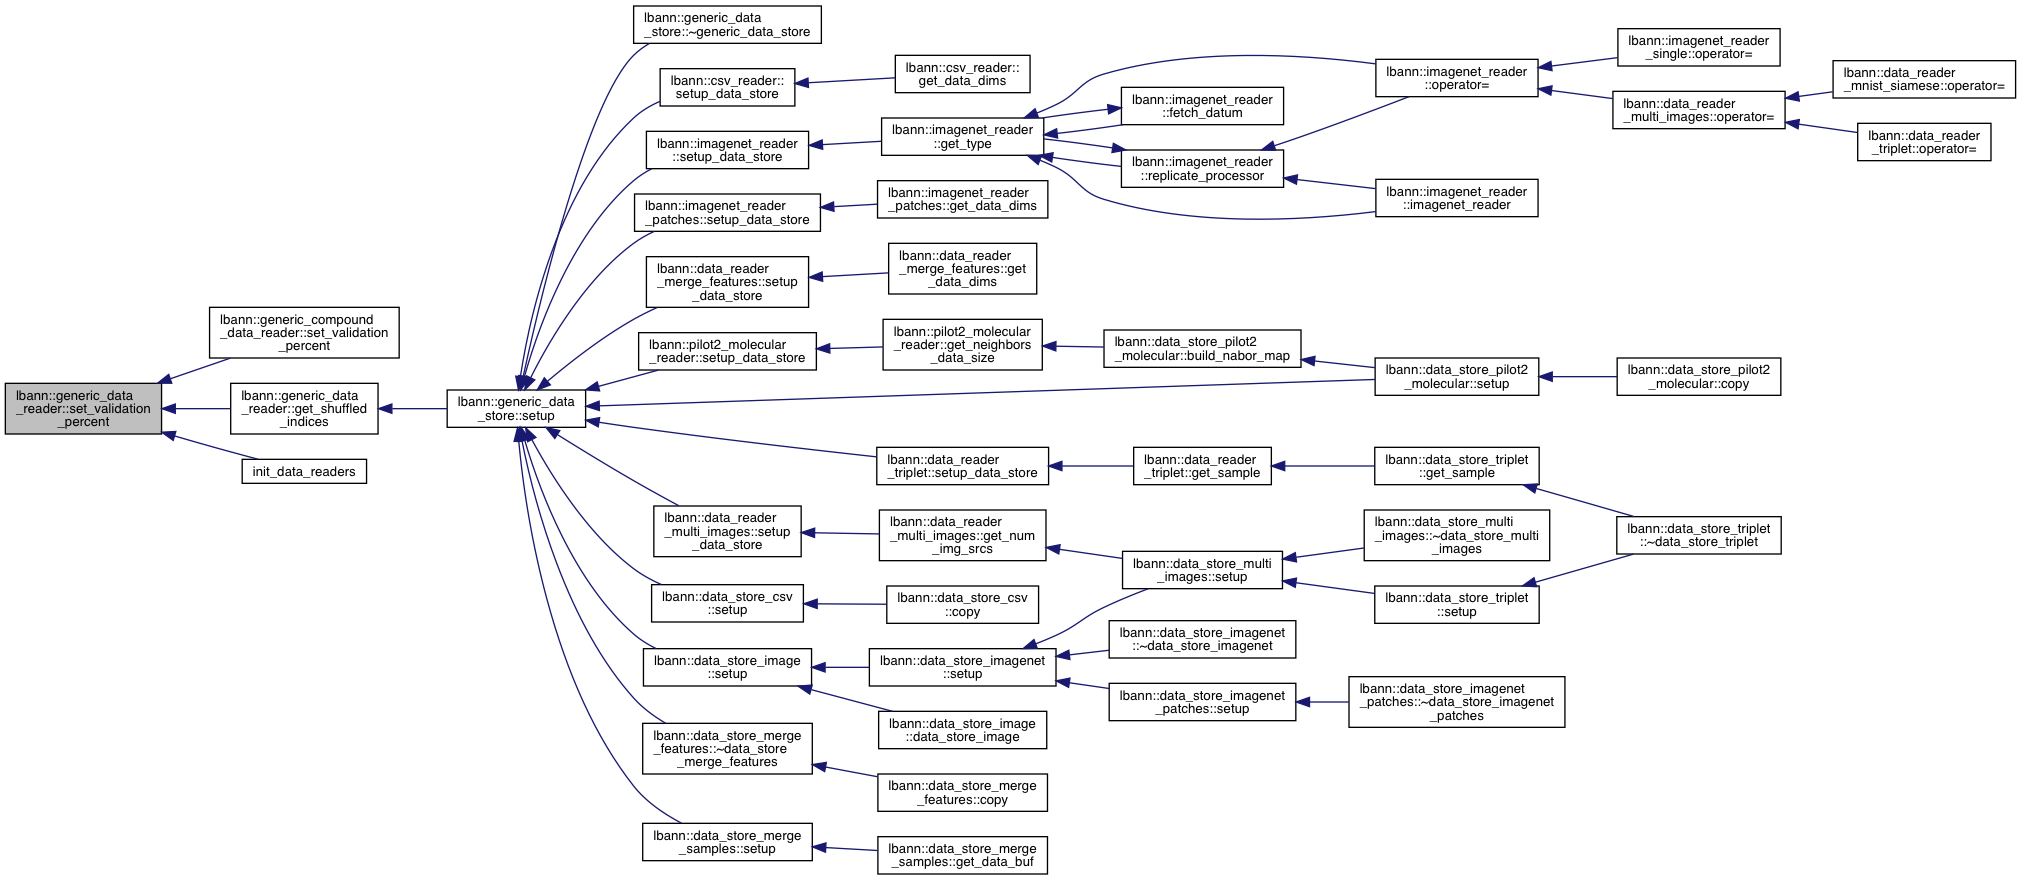 lbann::generic_data
_reader::set_validation
_percent
lbann::generic_compound
_data_reader::set_validation
_percent
lbann::generic_data
_reader::get_shuffled
_indices
init_data_readers
lbann::generic_data
_store::setup
lbann::generic_data
_store::~generic_data_store
lbann::csv_reader::
setup_data_store
lbann::imagenet_reader
::setup_data_store
lbann::imagenet_reader
_patches::setup_data_store
lbann::data_reader
_merge_features::setup
_data_store
lbann::pilot2_molecular
_reader::setup_data_store
lbann::data_reader
_multi_images::setup
_data_store
lbann::data_store_csv
::setup
lbann::data_store_image
::setup
lbann::data_store_merge
_features::~data_store
_merge_features
lbann::data_store_merge
_samples::setup
lbann::csv_reader::
get_data_dims
lbann::imagenet_reader
::get_type
lbann::imagenet_reader
_patches::get_data_dims
lbann::data_reader
_merge_features::get
_data_dims
lbann::pilot2_molecular
_reader::get_neighbors
_data_size
lbann::data_reader
_triplet::setup_data_store
lbann::data_reader
_multi_images::get_num
_img_srcs
lbann::data_store_csv
::copy
lbann::data_store_imagenet
::setup
lbann::data_store_image
::data_store_image
lbann::data_store_merge
_features::copy
lbann::data_store_merge
_samples::get_data_buf
lbann::imagenet_reader
::fetch_datum
lbann::imagenet_reader
::replicate_processor
lbann::data_store_pilot2
_molecular::build_nabor_map
lbann::data_reader
_triplet::get_sample
lbann::data_store_multi
_images::setup
lbann::data_store_imagenet
::~data_store_imagenet
lbann::data_store_imagenet
_patches::setup
lbann::imagenet_reader
::operator=
lbann::imagenet_reader
::imagenet_reader
lbann::data_store_pilot2
_molecular::setup
lbann::data_store_triplet
::get_sample
lbann::data_store_multi
_images::~data_store_multi
_images
lbann::data_store_triplet
::setup
lbann::data_store_imagenet
_patches::~data_store_imagenet
_patches
lbann::imagenet_reader
_single::operator=
lbann::data_reader
_multi_images::operator=
lbann::data_store_pilot2
_molecular::copy
lbann::data_store_triplet
::~data_store_triplet
lbann::data_reader
_mnist_siamese::operator=
lbann::data_reader
_triplet::operator=